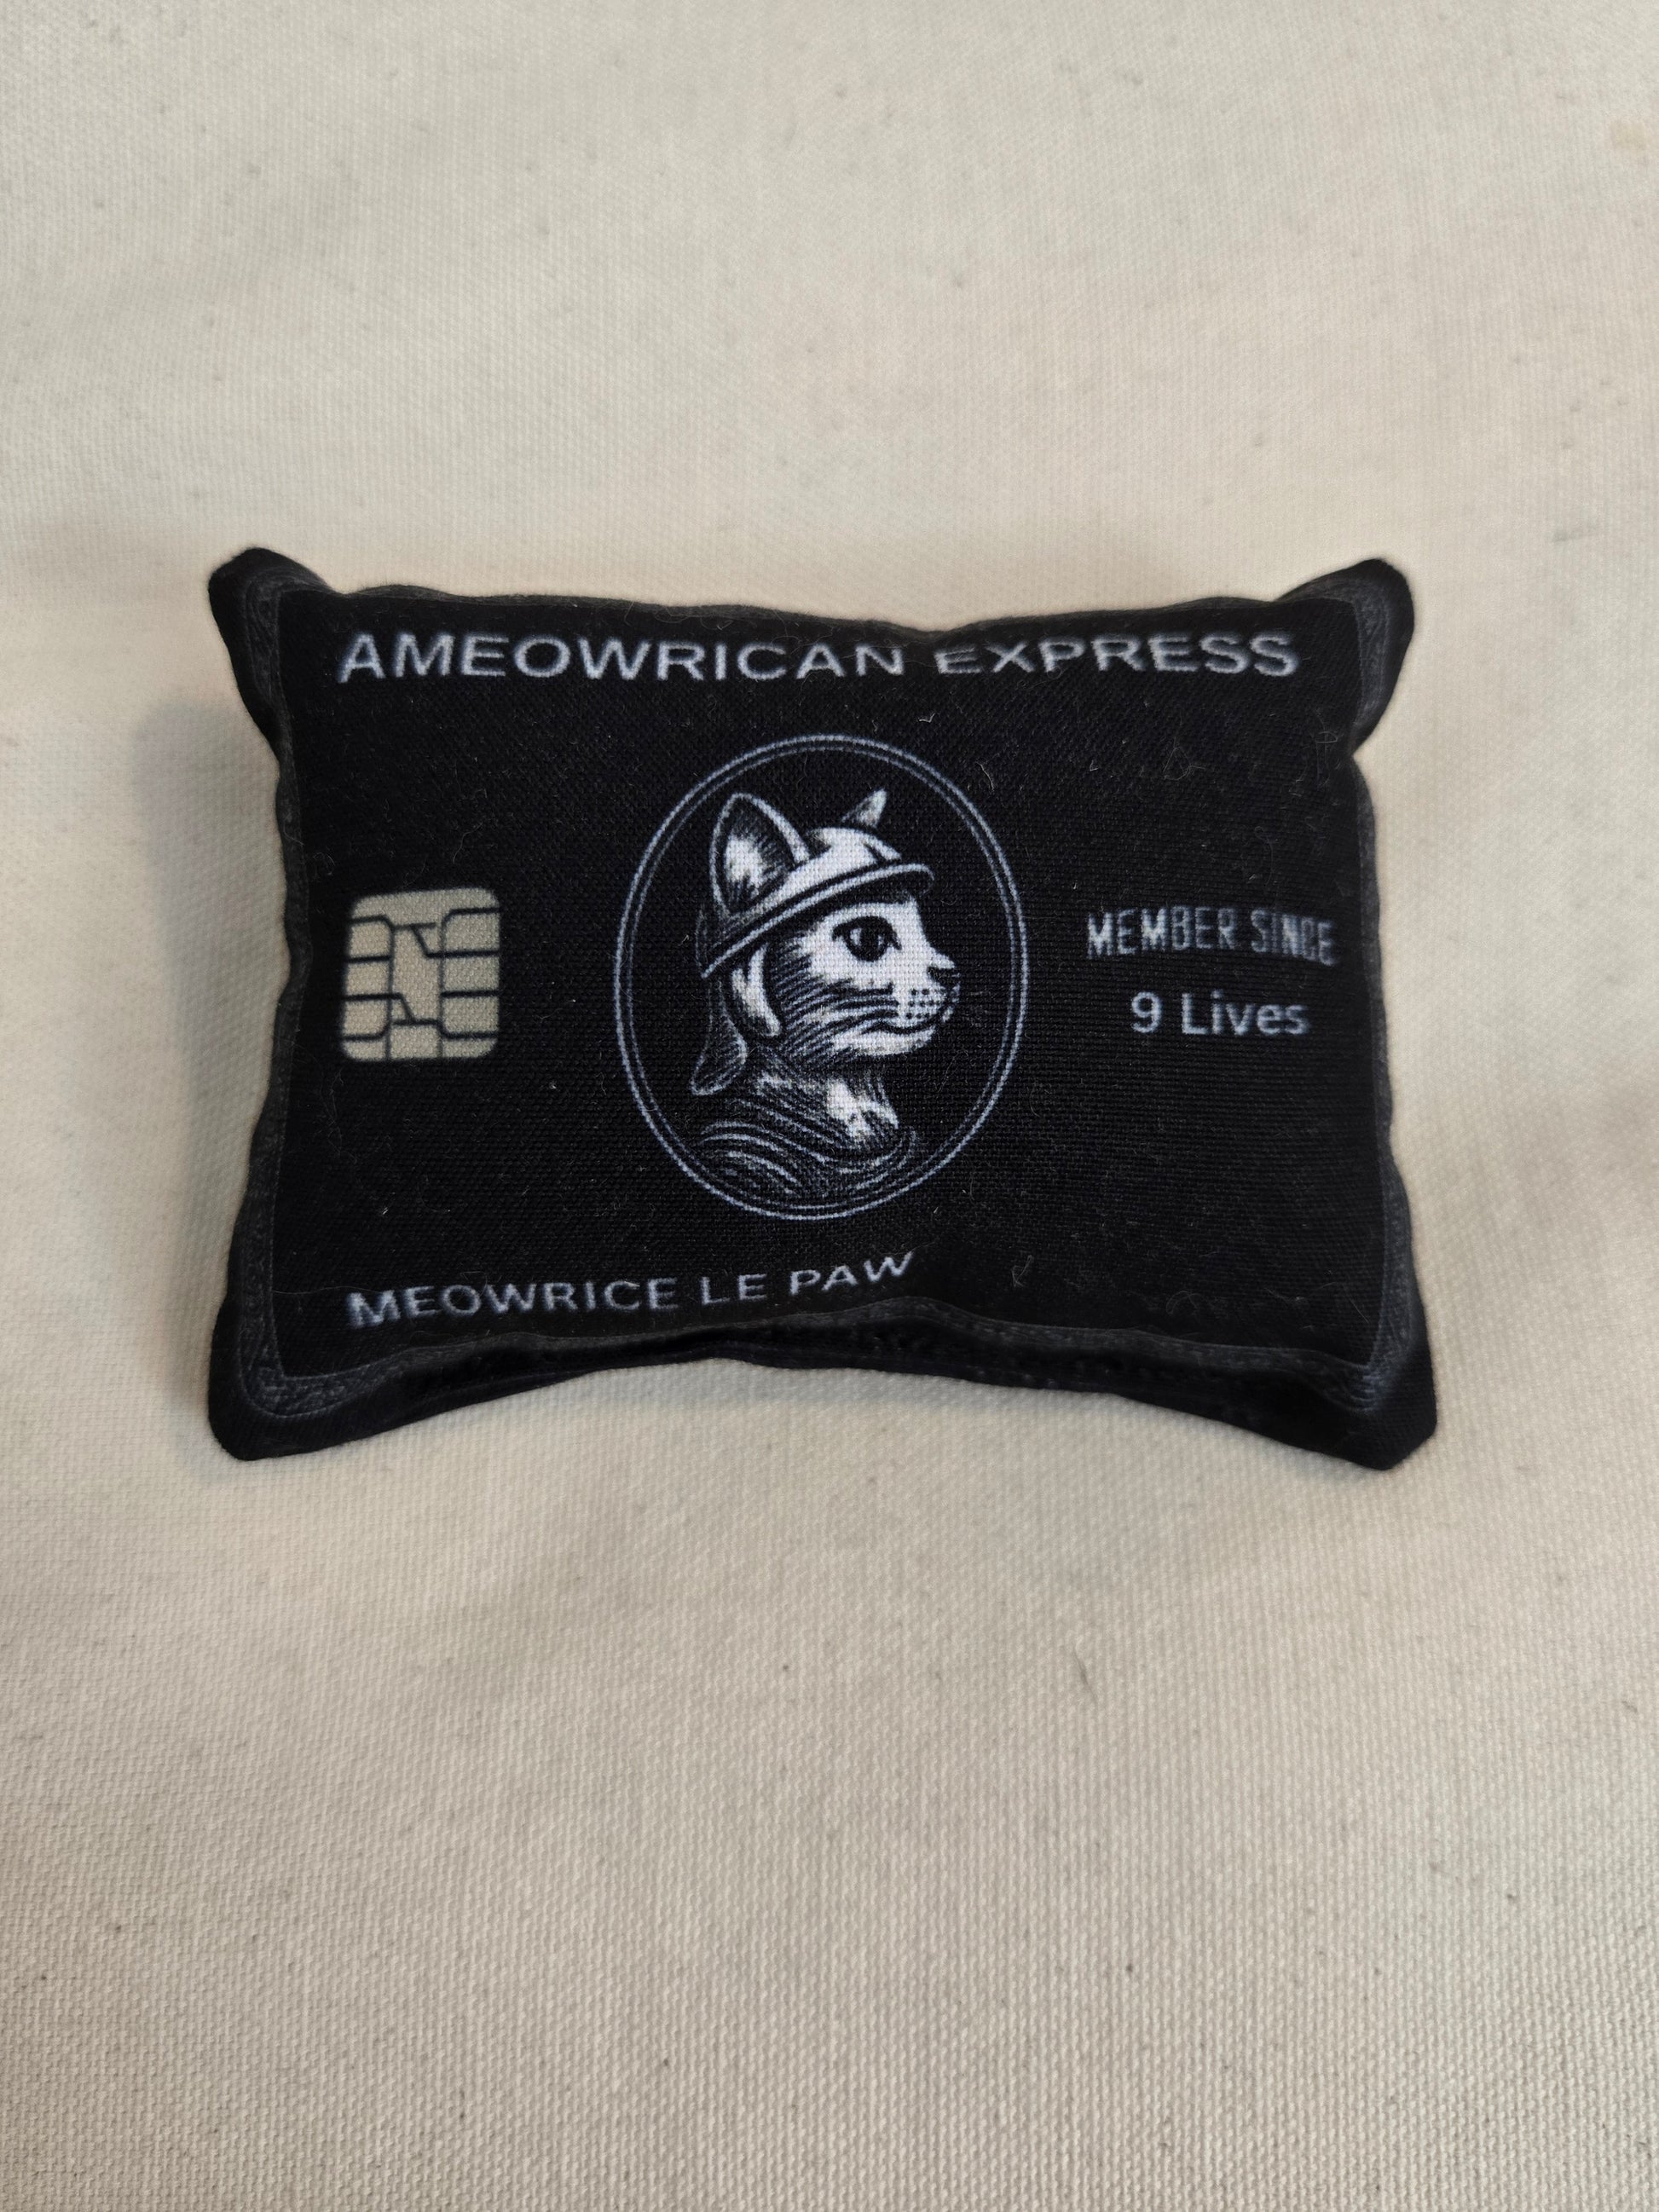 AMEOWRICAN EXPRESS
MEMBER SINCE
9 Lives
MEOWRICE LE PAW